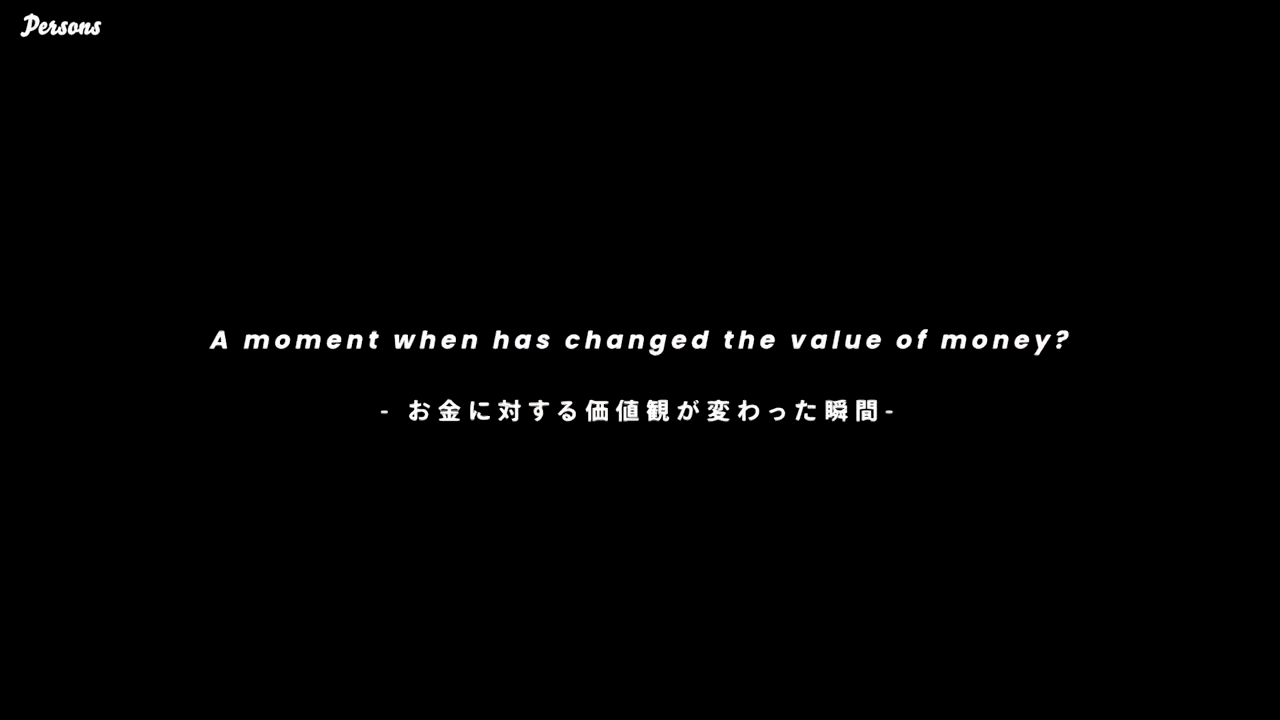 Persons
A moment when has changed the value of money?
- お金に対する価値観が変わった瞬間-